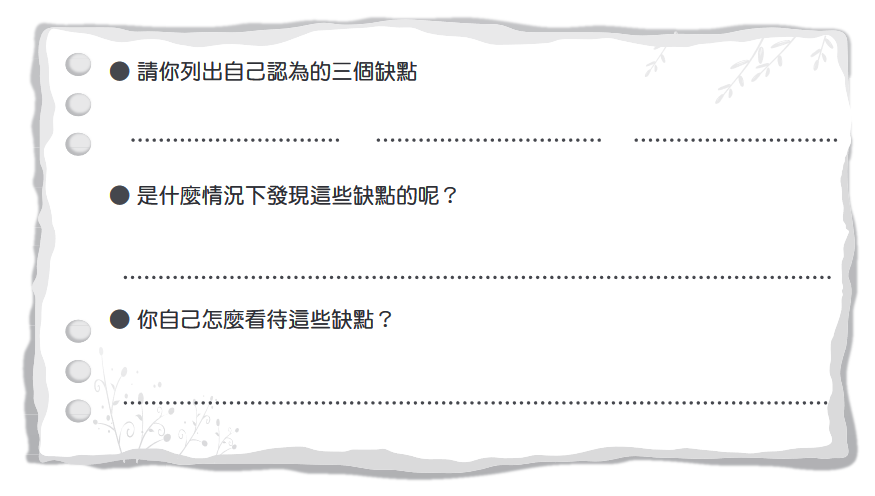 ● 請你列出自己認為的三個缺點
● 是什麼情況下發現這些缺點的呢？
● 你自己怎麼看待這些缺點？